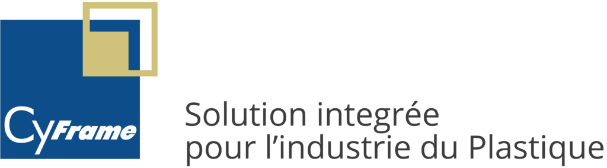 CyFrame
Solution integrée
pour l'industrie du Plastique